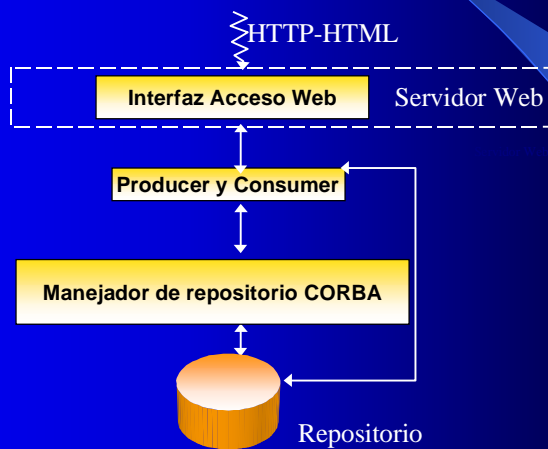 HTTP-HTML
Interfaz Acceso Web
Servidor Web
Producer y Consumer
Manejador de repositorio CORBA
Repositorio